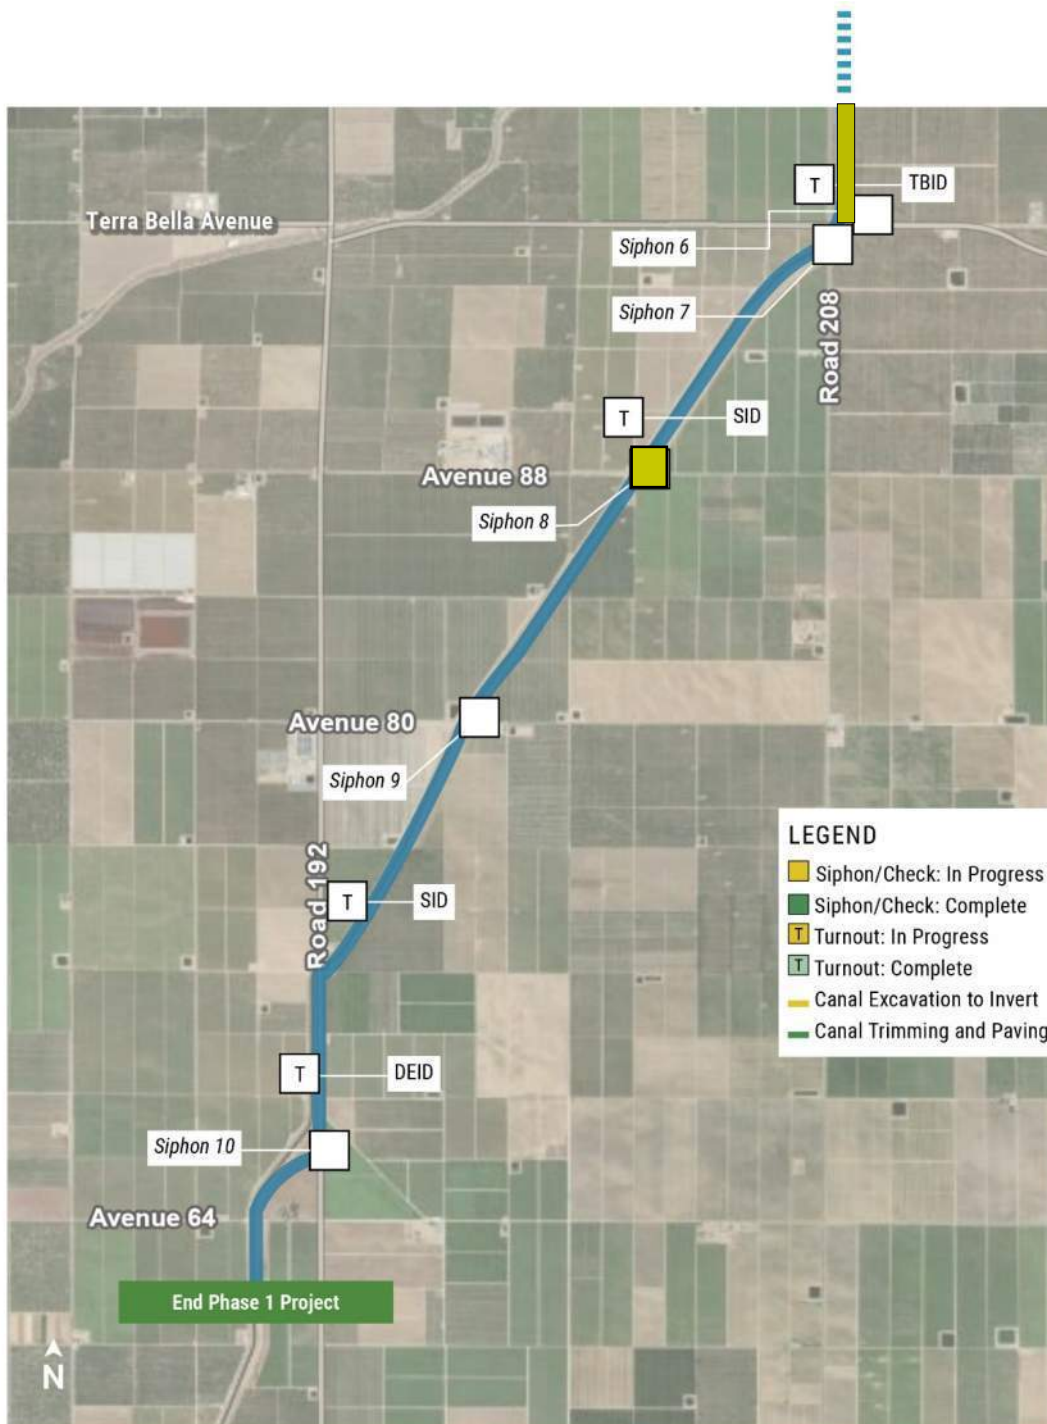 T
TBID
Terra Bella Avenue
Siphon 6
Siphon 7
Road 208
T
SID
Avenue 88
Siphon 8
Avenue 80
Siphon 9
LEGEND
Siphon/Check: In Progress
Siphon/Check: Complete
T Turnout: In Progress
T Turnout: Complete
Canal Excavation to Invert
Canal Trimming and Paving
Road 192
T
SID
T
DEID
Siphon 10
Avenue 64
End Phase 1 Project
N